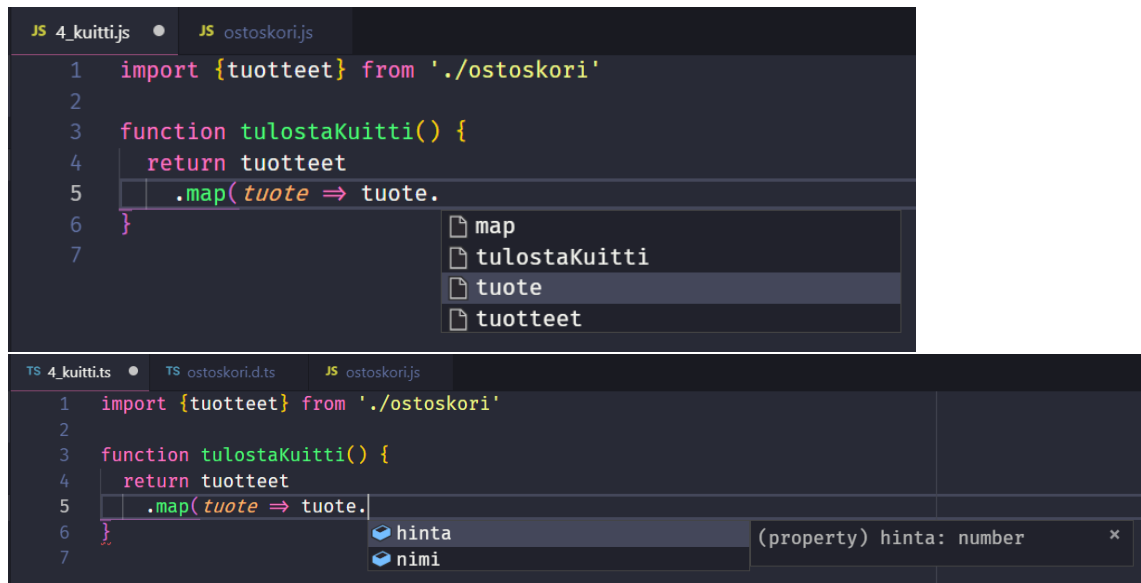 JS 4_kuitti.js ● JS ostoskori.js
1 import {tuotteet} from './ostoskori'
2
3 function tulostaKuitti() {
4 return tuotteet
5 .map(tuote ⇒ tuote.
6 }
7
map
tulostaKuitti
tuote
tuotteet
TS 4_kuitti.ts ● TS ostoskori.d.ts JS ostoskori.js
1 import {tuotteet} from './ostoskori'
2
3 function tulostaKuitti() {
4 return tuotteet
5 .map(tuote ⇒ tuote.
6 }
7
hinta (property) hinta: number ×
nimi